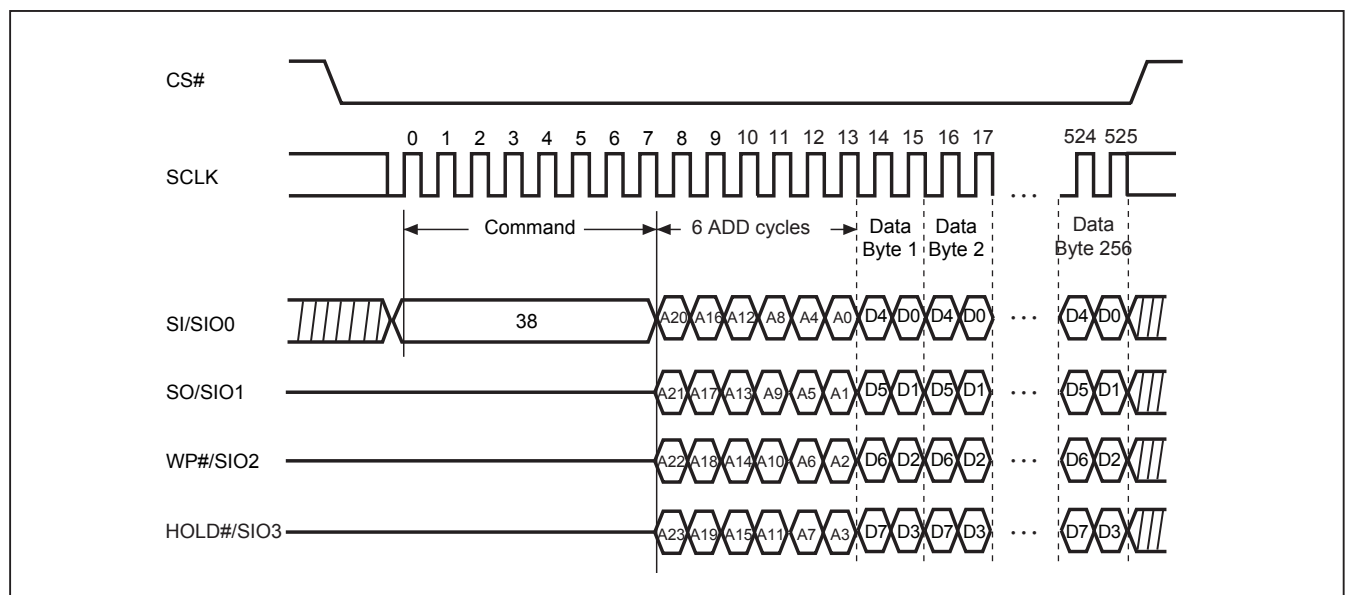 CS#
0 1 2 3 4 5 6 7 8 9 10 11 12 13 14 15 16 17 524 525
SCLK
...
Command 6 ADD cycles Data Byte 1 Data Byte 2 Data Byte 256
SI/SIO0 38 A20 A16 A12 A8 A4 A0 D4 D0 D4 D0 ... D4 D0
SO/SIO1 A21 A17 A13 A9 A5 A1 D5 D1 D5 D1 ... D5 D1
WP#/SIO2 A22 A18 A14 A10 A6 A2 D6 D2 D6 D2 ... D6 D2
HOLD#/SIO3 A23 A19 A15 A11 A7 A3 D7 D3 D7 D3 ... D7 D3